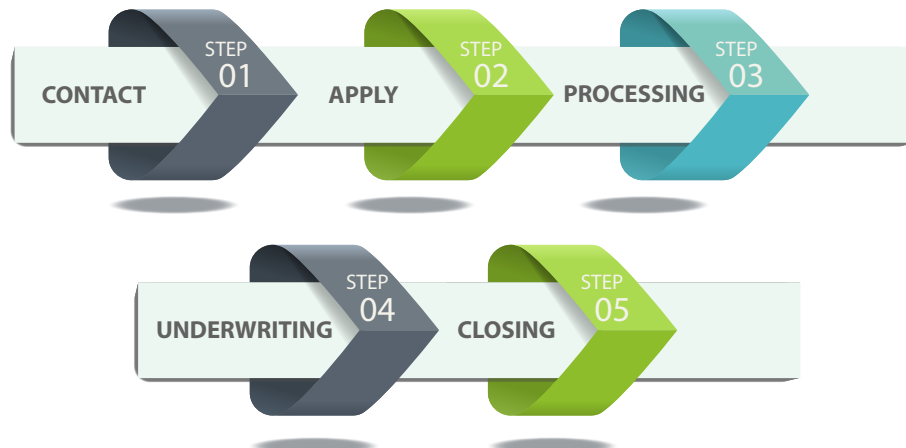 CONTACT
STEP
01
APPLY
STEP
02
PROCESSING
STEP
03
UNDERWRITING
STEP
04
CLOSING
STEP
05